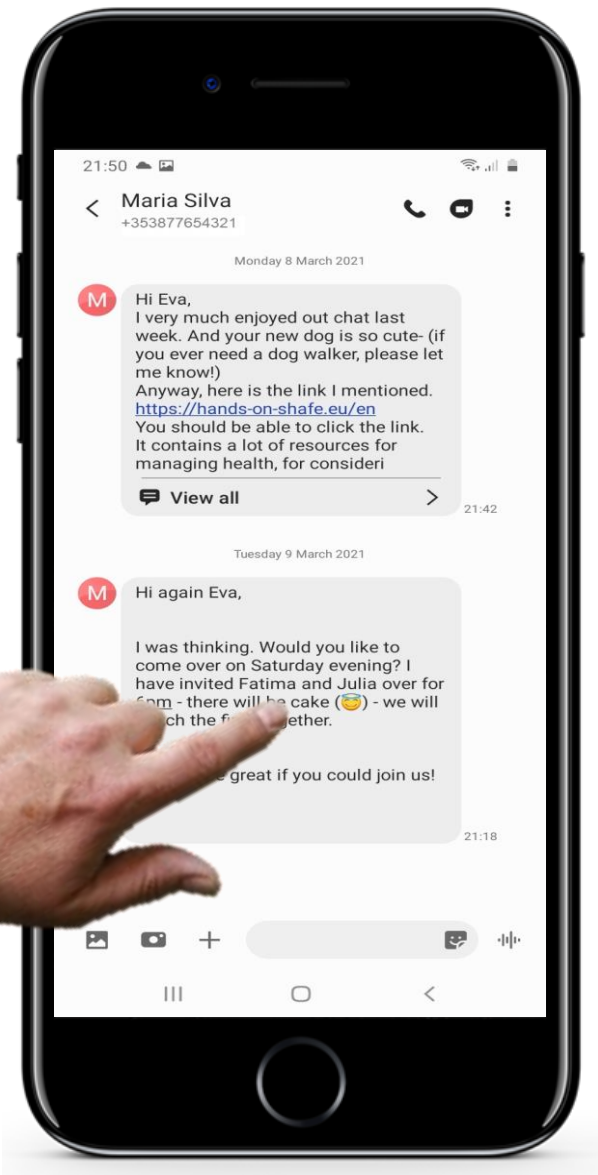 21:50
Maria Silva
+353877654321
Monday 8 March 2021
M
Hi Eva,
I very much enjoyed out chat last
week. And your new dog is so cute- (if
you ever need a dog walker, please let
me know!)
Anyway, here is the link I mentioned.
https://hands-on-shafe.eu/en
You should be able to click the link.
It contains a lot of resources for
managing health, for consideri
View all
21:42
Tuesday 9 March 2021
M
Hi again Eva,
I was thinking. Would you like to
come over on Saturday evening? I
have invited Fatima and Julia over for
6pm - there will be cake (😇) - we will
the
great if you could join us!
21:18